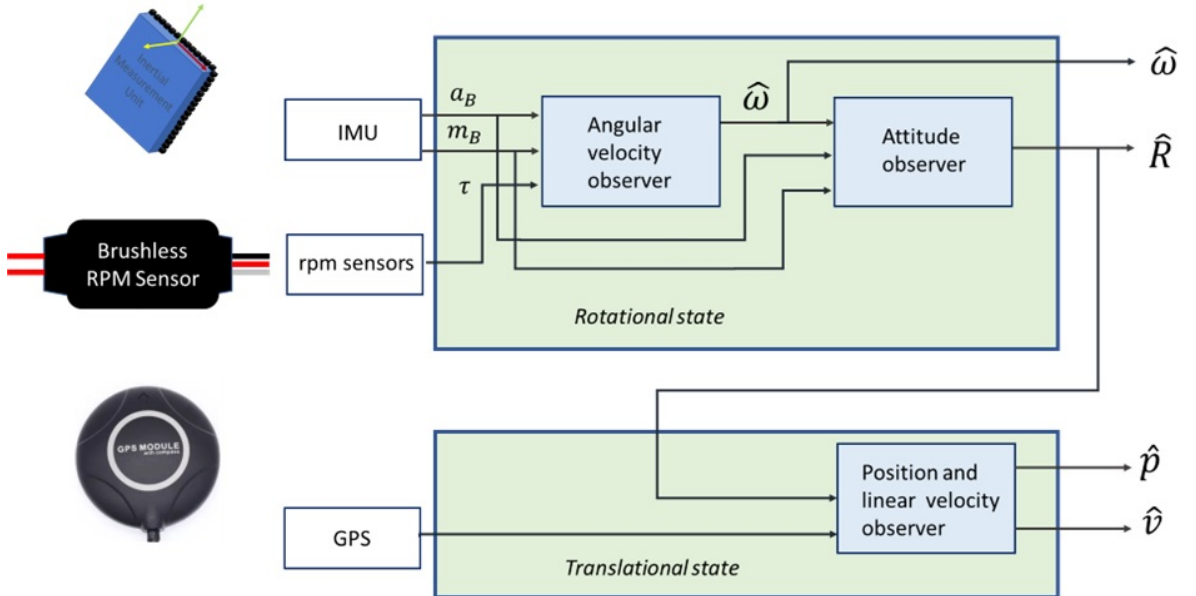 Inertial
Measurement
Unit
IMU
a_B
m_B
τ
Angular
velocity
observer
ω̂
Attitude
observer
ω̂
R̂
Brushless
RPM Sensor
rpm sensors
Rotational state
GPS MODULE
with compass
GPS
Position and
linear velocity
observer
p̂
v̂
Translational state